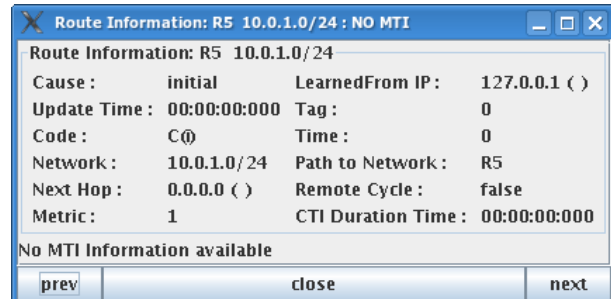 Route Information: R5 10.0.1.0/24 : NO MTI
Route Information: R5 10.0.1.0/24
Cause : initial LearnedFrom IP : 127.0.0.1 ( )
Update Time : 00:00:00:000 Tag : 0
Code : C(i) Time : 0
Network : 10.0.1.0/24 Path to Network : R5
Next Hop : 0.0.0.0 ( ) Remote Cycle : false
Metric : 1 CTI Duration Time : 00:00:00:000
No MTI Information available
prev close next